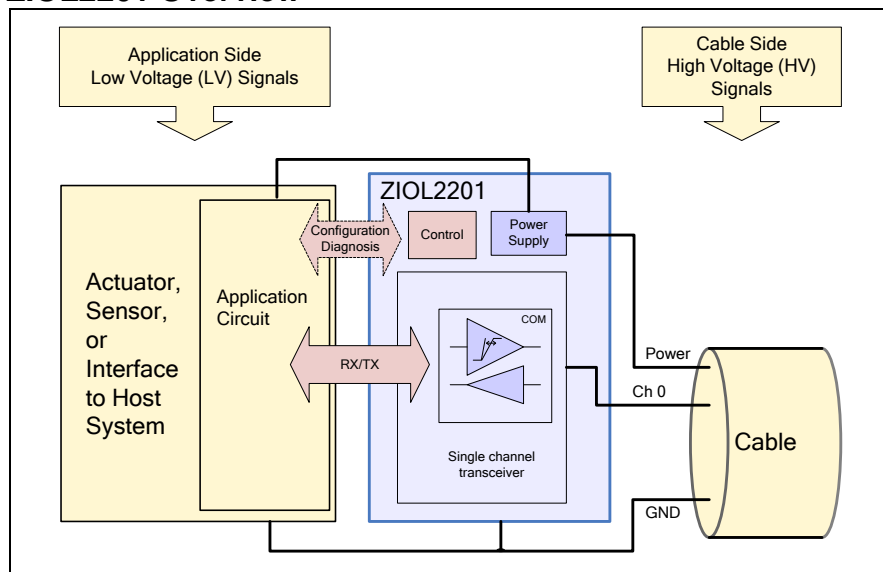 ZIOL2201 Overview
Application Side
Low Voltage (LV) Signals
Cable Side
High Voltage (HV)
Signals
ZIOL2201
Configuration
Diagnosis
Control
Power
Supply
Actuator,
Sensor,
or
Interface
to Host
System
Application
Circuit
COM
RX/TX
Power
Ch 0
Cable
Single channel
transceiver
GND